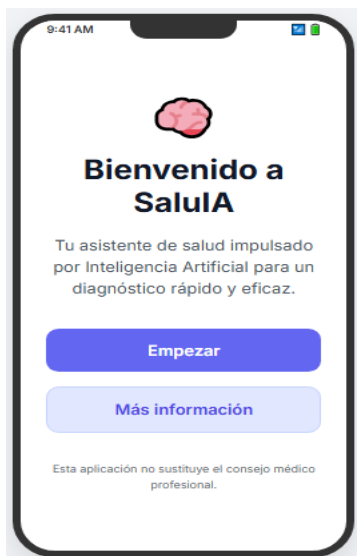 9:41 AM
Bienvenido a
SaluIA
Tu asistente de salud impulsado
por Inteligencia Artificial para un
diagnóstico rápido y eficaz.
Empezar
Más información
Esta aplicación no sustituye el consejo médico
profesional.